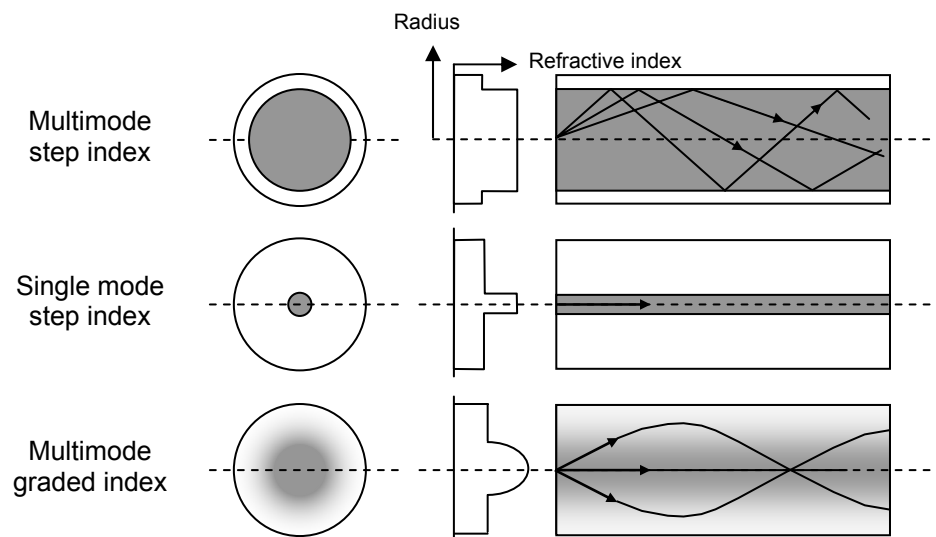 Radius
Refractive index
Multimode
step index
Single mode
step index
Multimode
graded index